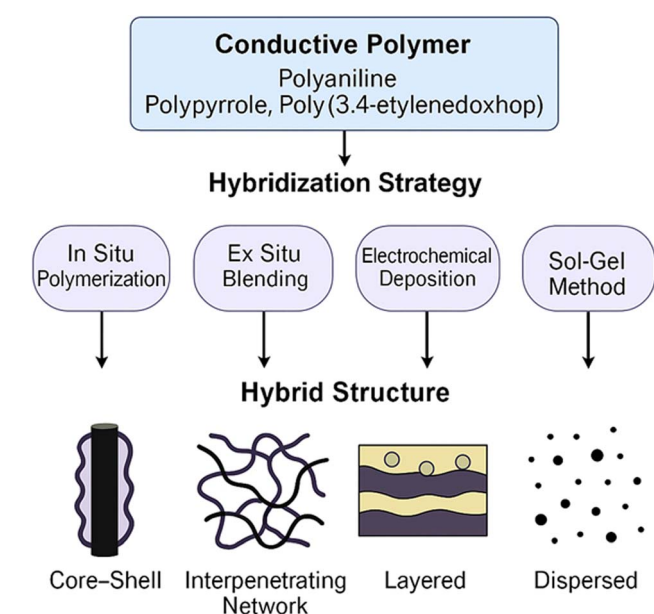 Conductive Polymer
Polyaniline
Polypyrrole, Poly(3.4-etylenedoxhop)
Hybridization Strategy
In Situ
Polymerization
Ex Situ
Blending
Electrochemical
Deposition
Sol-Gel
Method
Hybrid Structure
Core–Shell
Interpenetrating
Network
Layered
Dispersed